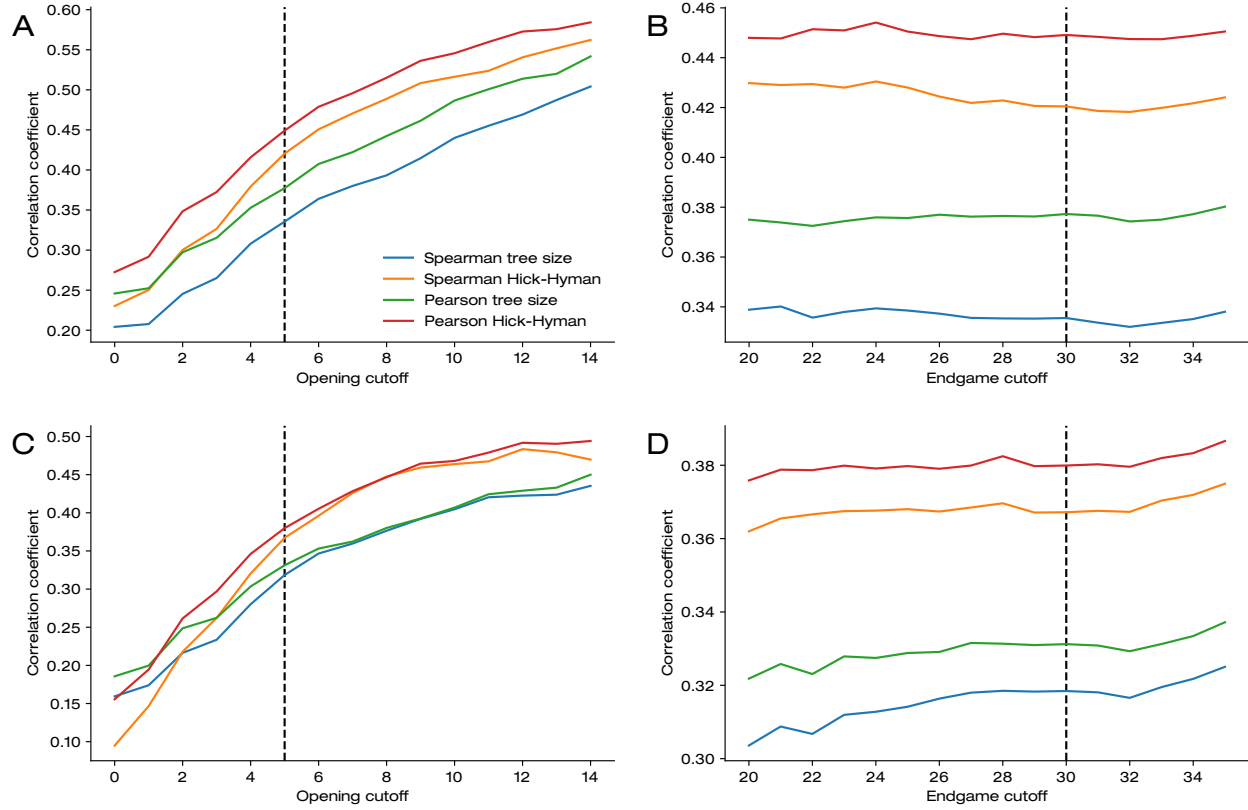 A
0.60
0.55
0.50
0.45
0.40
0.35
0.30
0.25
0.20
Correlation coefficient
0 2 4 6 8 10 12 14
Opening cutoff
Spearman tree size
Spearman Hick-Hyman
Pearson tree size
Pearson Hick-Hyman
B
0.46
0.44
0.42
0.40
0.38
0.36
0.34
Correlation coefficient
20 22 24 26 28 30 32 34
Endgame cutoff
C
0.50
0.45
0.40
0.35
0.30
0.25
0.20
0.15
0.10
Correlation coefficient
0 2 4 6 8 10 12 14
Opening cutoff
D
0.38
0.36
0.34
0.32
0.30
Correlation coefficient
20 22 24 26 28 30 32 34
Endgame cutoff